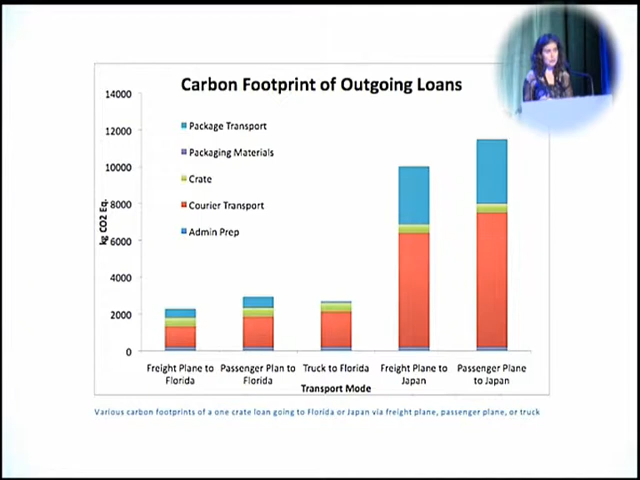 Carbon Footprint of Outgoing Loans
14000
12000
10000
8000
6000
4000
2000
0
kg CO2 Eq.
Package Transport
Packaging Materials
Crate
Courier Transport
Admin Prep
Freight Plane to Florida
Passenger Plan to Florida
Truck to Florida
Freight Plane to Japan
Passenger Plane to Japan
Transport Mode
Various carbon footprints of a one crate loan going to Florida or Japan via freight plane, passenger plane, or truck